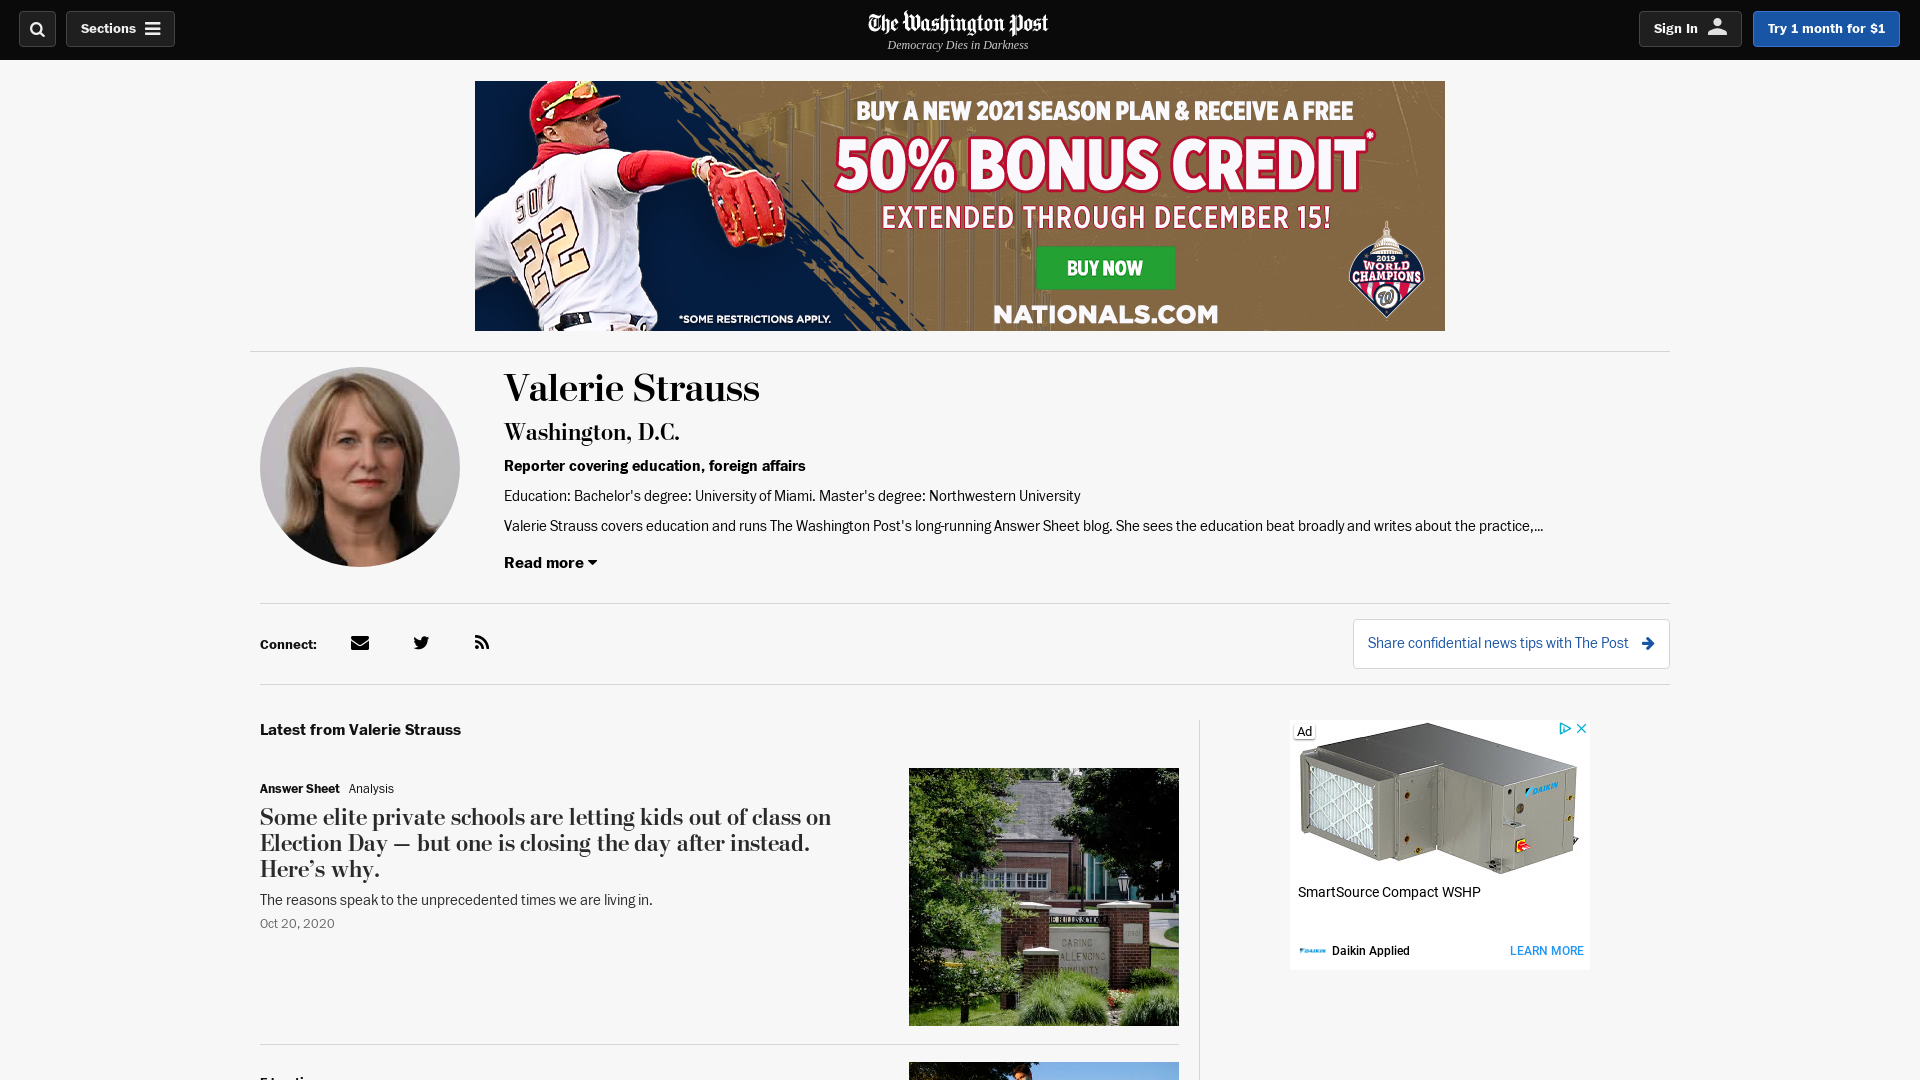 Sections
The Washington Post
Democracy Dies in Darkness
Sign In
Try 1 month for $1
BUY A NEW 2021 SEASON PLAN & RECEIVE A FREE
50% BONUS CREDIT*
EXTENDED THROUGH DECEMBER 15!
BUY NOW
NATIONALS.COM
*SOME RESTRICTIONS APPLY.
22
2019
WORLD
CHAMPIONS
W
Valerie Strauss
Washington, D.C.
Reporter covering education, foreign affairs
Education: Bachelor's degree: University of Miami. Master's degree: Northwestern University
Valerie Strauss covers education and runs The Washington Post's long-running Answer Sheet blog. She sees the education beat broadly and writes about the practice,...
Read more
Connect:
Share confidential news tips with The Post
Latest from Valerie Strauss
Answer Sheet Analysis
Some elite private schools are letting kids out of class on
Election Day — but one is closing the day after instead.
Here’s why.
The reasons speak to the unprecedented times we are living in.
Oct 20, 2020
CARING
COMMUNITY
Ad
DAIKIN
SmartSource Compact WSHP
DAIKIN
Daikin Applied
LEARN MORE